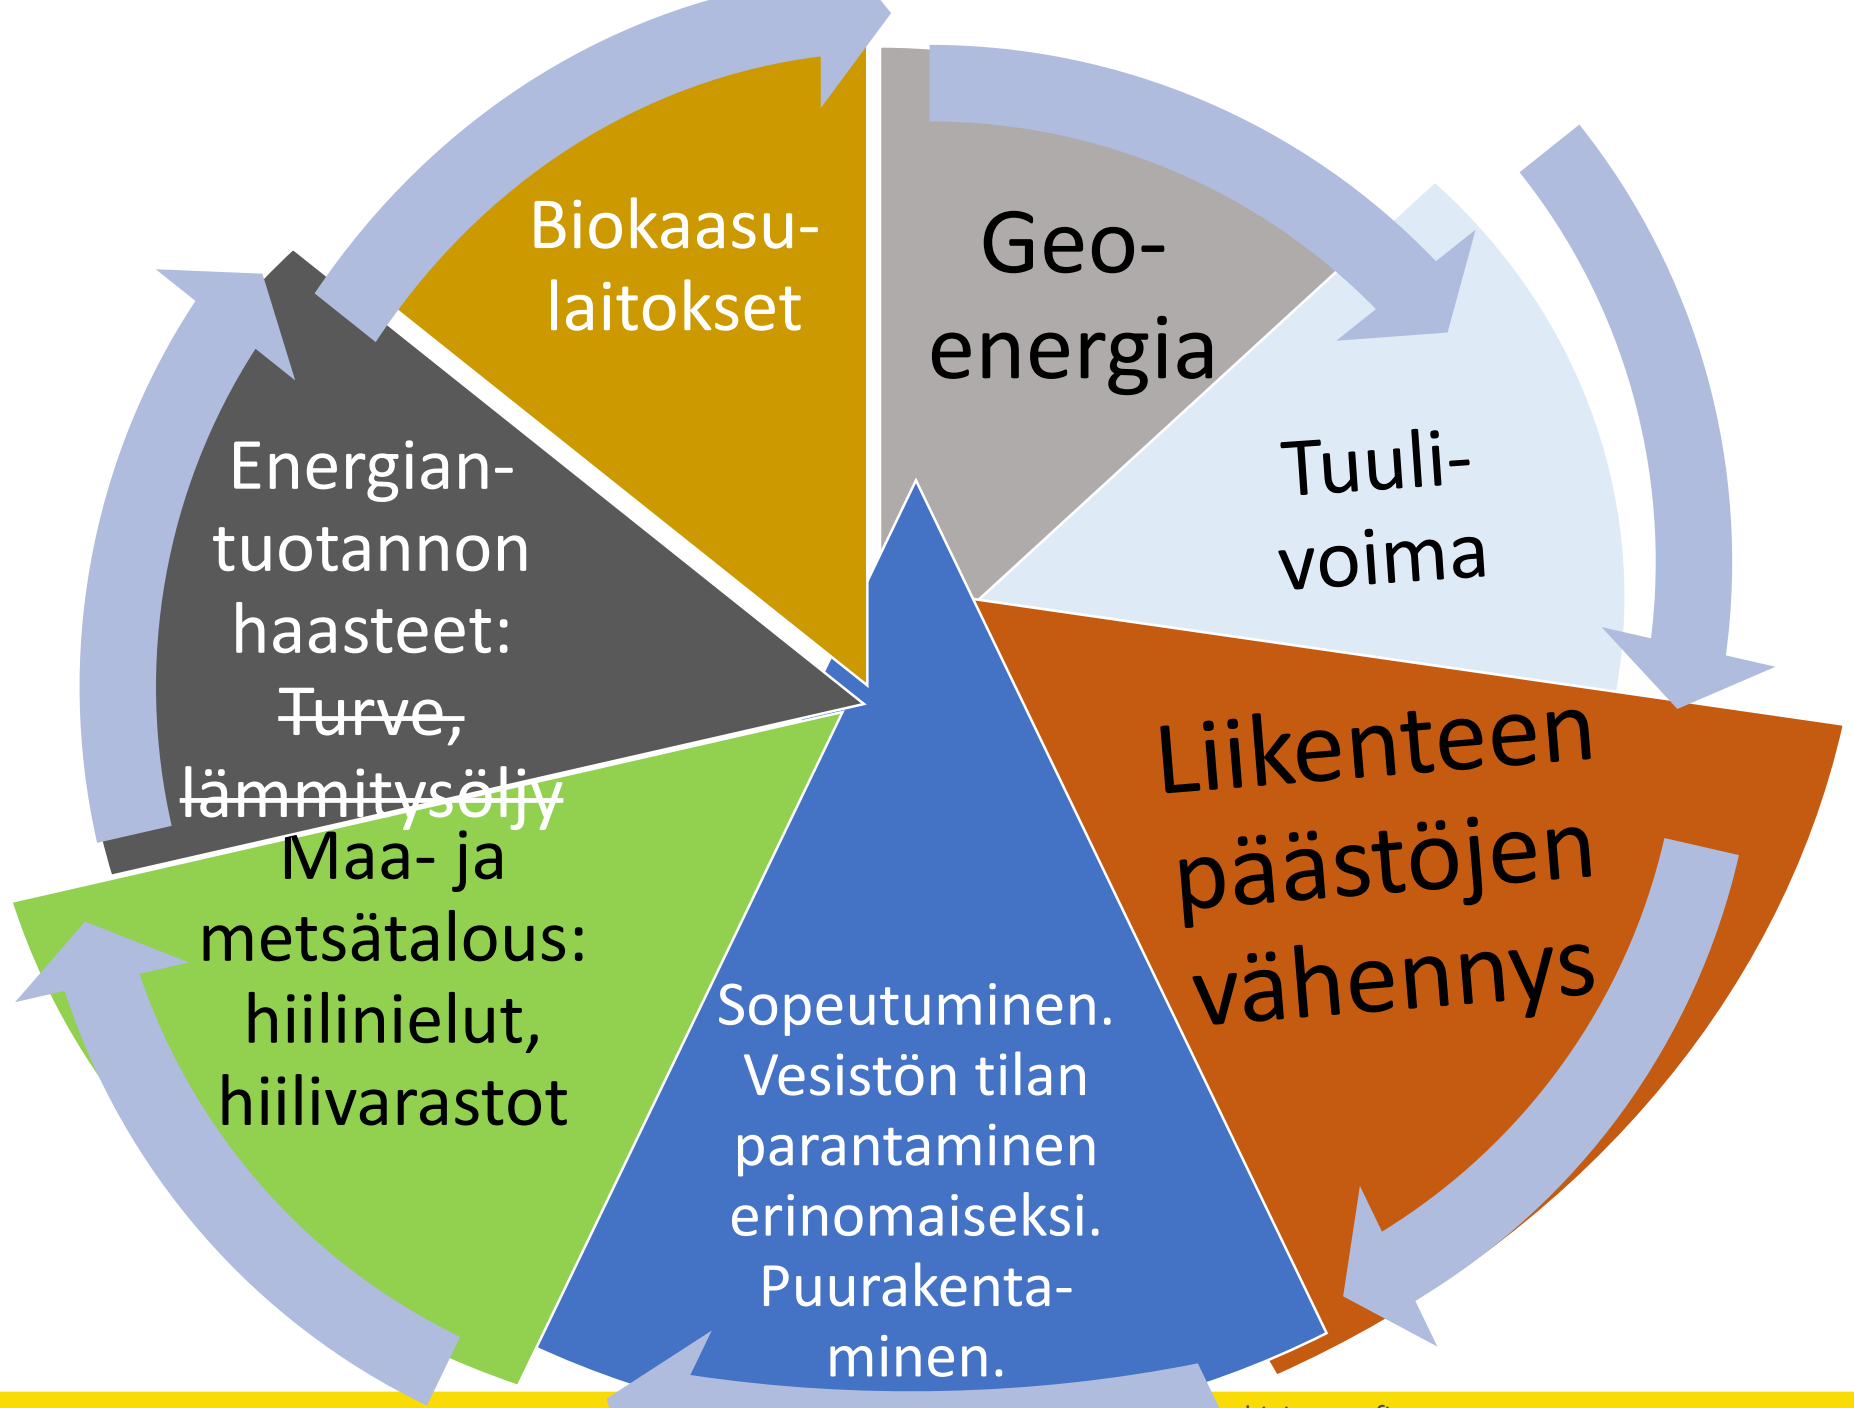 Biokaasu-
laitokset
Geo-
energia
Tuuli-
voima
Liikenteen
päästöjen
vähennys
Sopeutuminen.
Vesistön tilan
parantaminen
erinomaiseksi.
Puurakenta-
minen.
Maa- ja
metsätalous:
hiilinielut,
hiilivarastot
Energian-
tuotannon
haasteet:
Turve,
lämmitysöljy